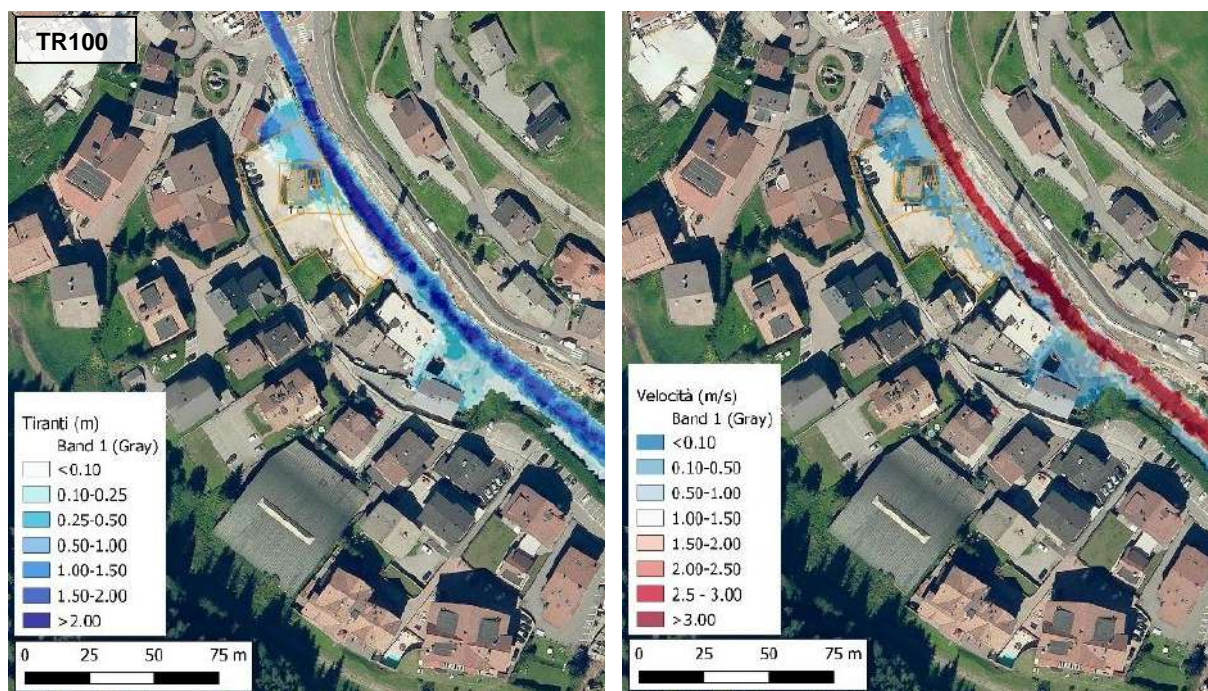 TR100
Tiranti (m)
Band 1 (Gray)
<0.10
0.10-0.25
0.25-0.50
0.50-1.00
1.00-1.50
1.50-2.00
>2.00
0 25 50 75 m
Velocità (m/s)
Band 1 (Gray)
<0.10
0.10-0.50
0.50-1.00
1.00-1.50
1.50-2.00
2.00-2.50
2.5 - 3.00
>3.00
0 25 50 75 m